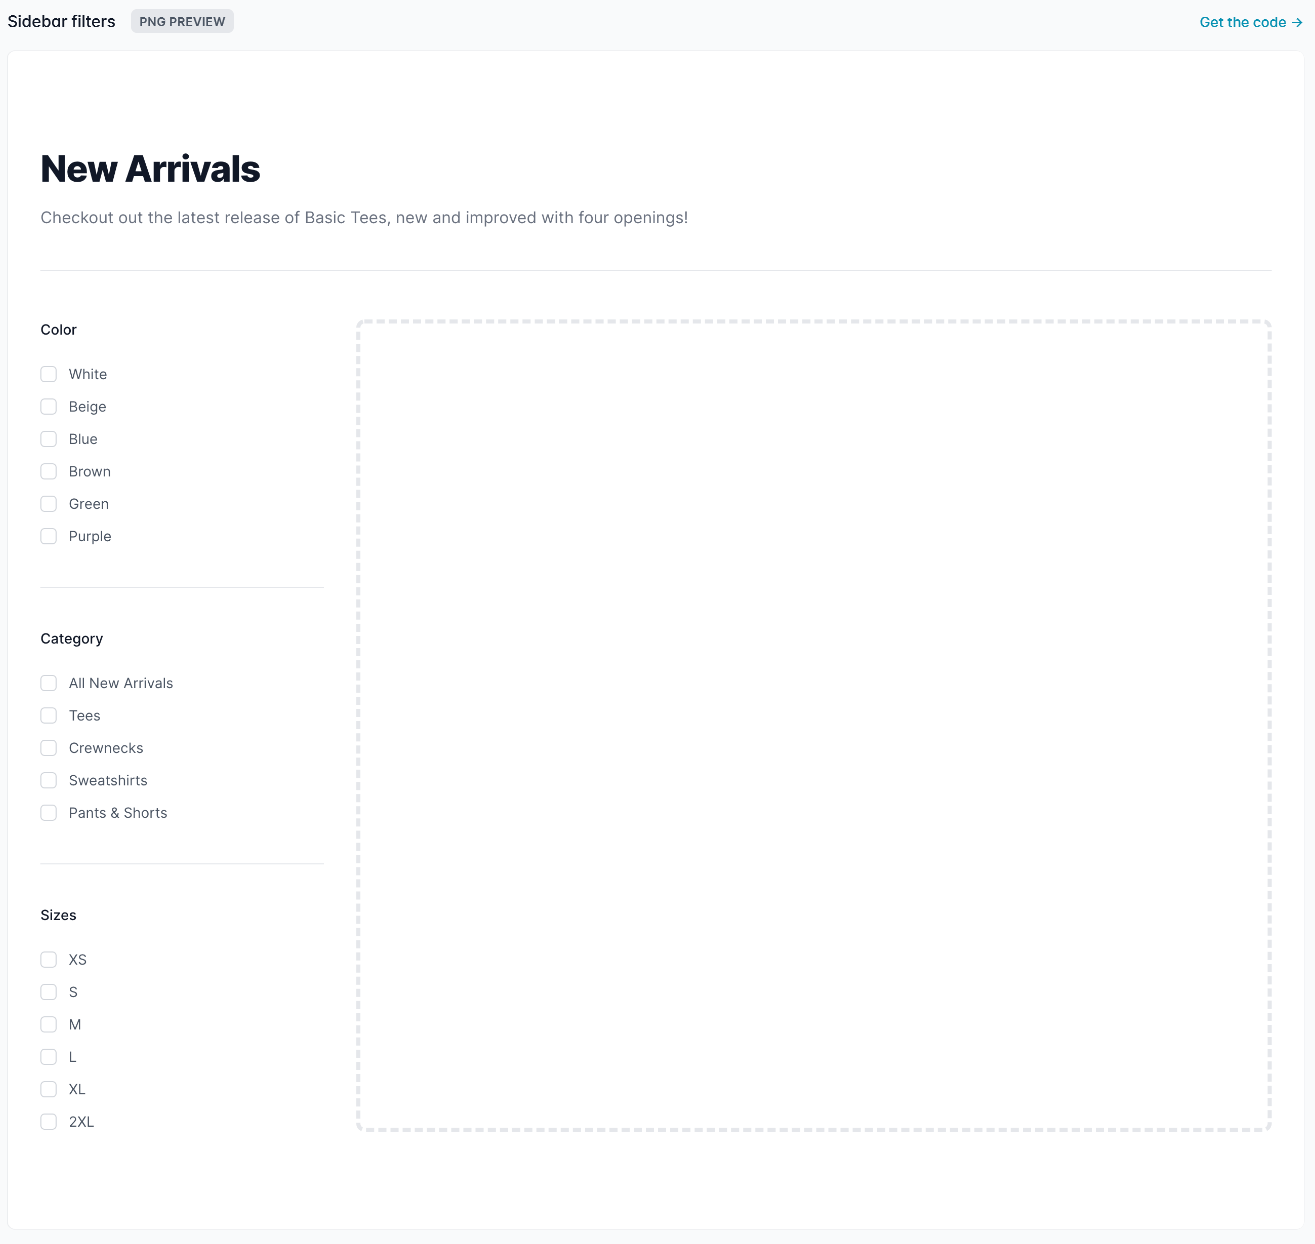 Sidebar filters
PNG PREVIEW
Get the code →
New Arrivals
Checkout out the latest release of Basic Tees, new and improved with four openings!
Color
White
Beige
Blue
Brown
Green
Purple
Category
All New Arrivals
Tees
Crewnecks
Sweatshirts
Pants & Shorts
Sizes
XS
S
M
L
XL
2XL